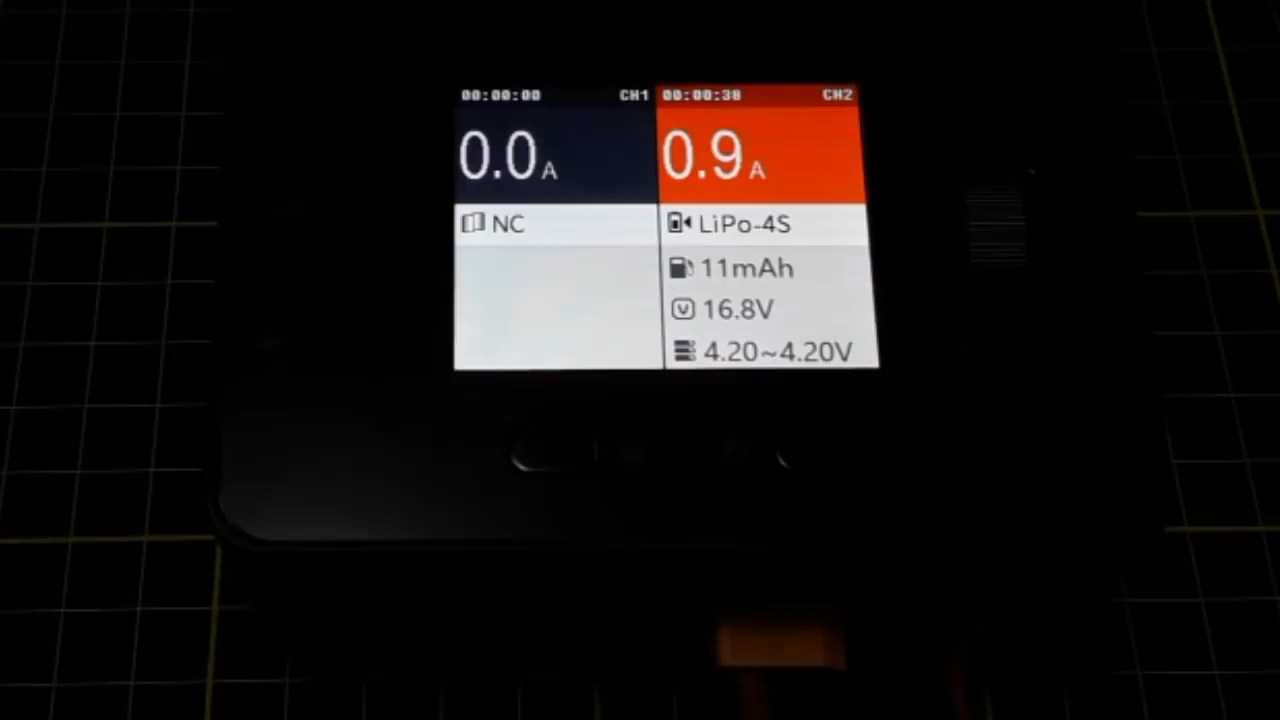 00:00:00 CH1
0.0A
NC
00:00:38 CH2
0.9A
LiPo-4S
11mAh
16.8V
4.20~4.20V